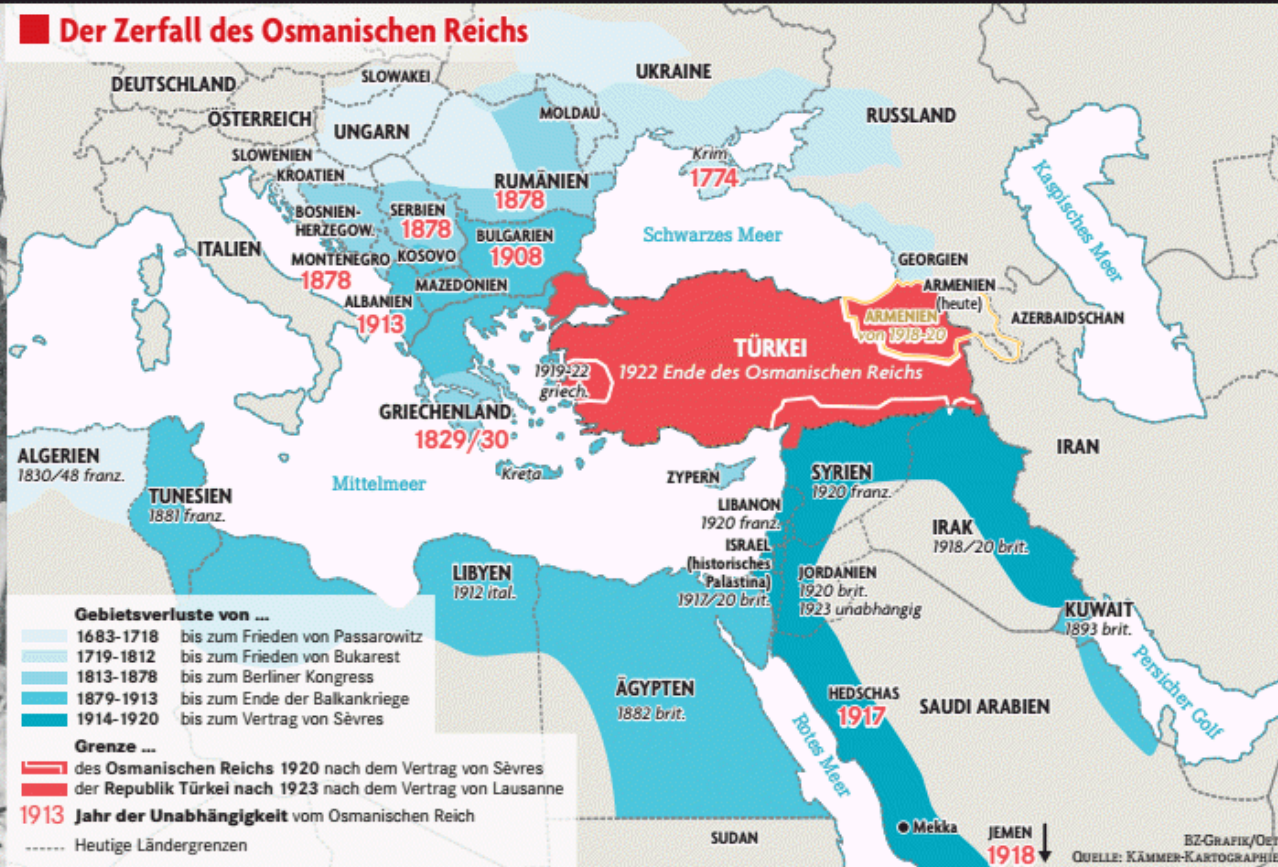 Der Zerfall des Osmanischen Reichs
DEUTSCHLAND
SLOWAKEI
UKRAINE
ÖSTERREICH
UNGARN
MOLDAU
RUSSLAND
SLOWENIEN
KROATIEN
Krim
1774
RUMÄNIEN
1878
BOSNIEN-
HERZEGOW.
SERBIEN
1878
BULGARIEN
1908
Schwarzes Meer
Kaspisches Meer
ITALIEN
MONTENEGRO
1878
KOSOVO
GEORGIEN
MAZEDONIEN
ALBANIEN
1913
ARMENIEN
(heute)
ARMENIEN
von 1918-20
AZERBAIDSCHAN
TÜRKEI
1922 Ende des Osmanischen Reichs
1919-22
griech.
GRIECHENLAND
1829/30
IRAN
ALGERIEN
1830/48 franz.
TUNESIEN
1881 franz.
Mittelmeer
Kreta
ZYPERN
SYRIEN
1920 franz.
LIBANON
1920 franz.
IRAK
1918/20 brit.
ISRAEL
(historisches
Palästina)
1917/20 brit.
JORDANIEN
1920 brit.
1923 unabhängig
LIBYEN
1912 ital.
KUWAIT
1893 brit.
Persicher Golf
ÄGYPTEN
1882 brit.
HEDSCHAS
1917
SAUDI ARABIEN
Rotes Meer
Mekka
SUDAN
JEMEN
1918
Gebietsverluste von ...
1683-1718 bis zum Frieden von Passarowitz
1719-1812 bis zum Frieden von Bukarest
1813-1878 bis zum Berliner Kongress
1879-1913 bis zum Ende der Balkankriege
1914-1920 bis zum Vertrag von Sèvres
Grenze ...
des Osmanischen Reichs 1920 nach dem Vertrag von Sèvres
der Republik Türkei nach 1923 nach dem Vertrag von Lausanne
1913 Jahr der Unabhängigkeit vom Osmanischen Reich
Heutige Ländergrenzen
QUELLE: